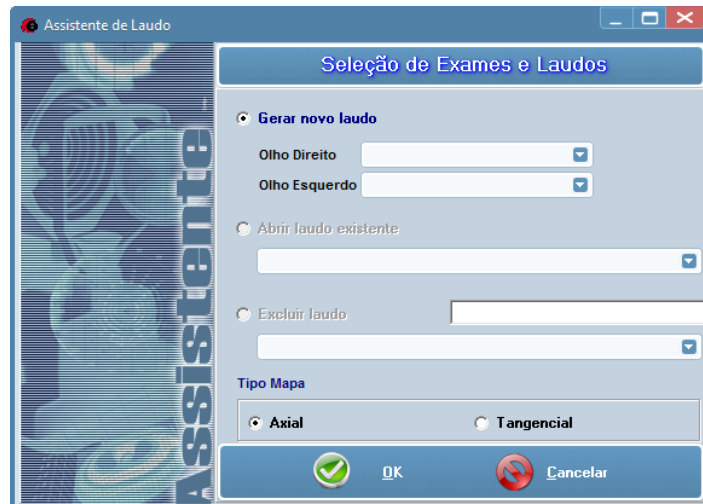 Assistente de Laudo
Assistente
Seleção de Exames e Laudos
Gerar novo laudo
Olho Direito
Olho Esquerdo
Abrir laudo existente
Excluir laudo
Tipo Mapa
Axial
Tangencial
OK
Cancelar